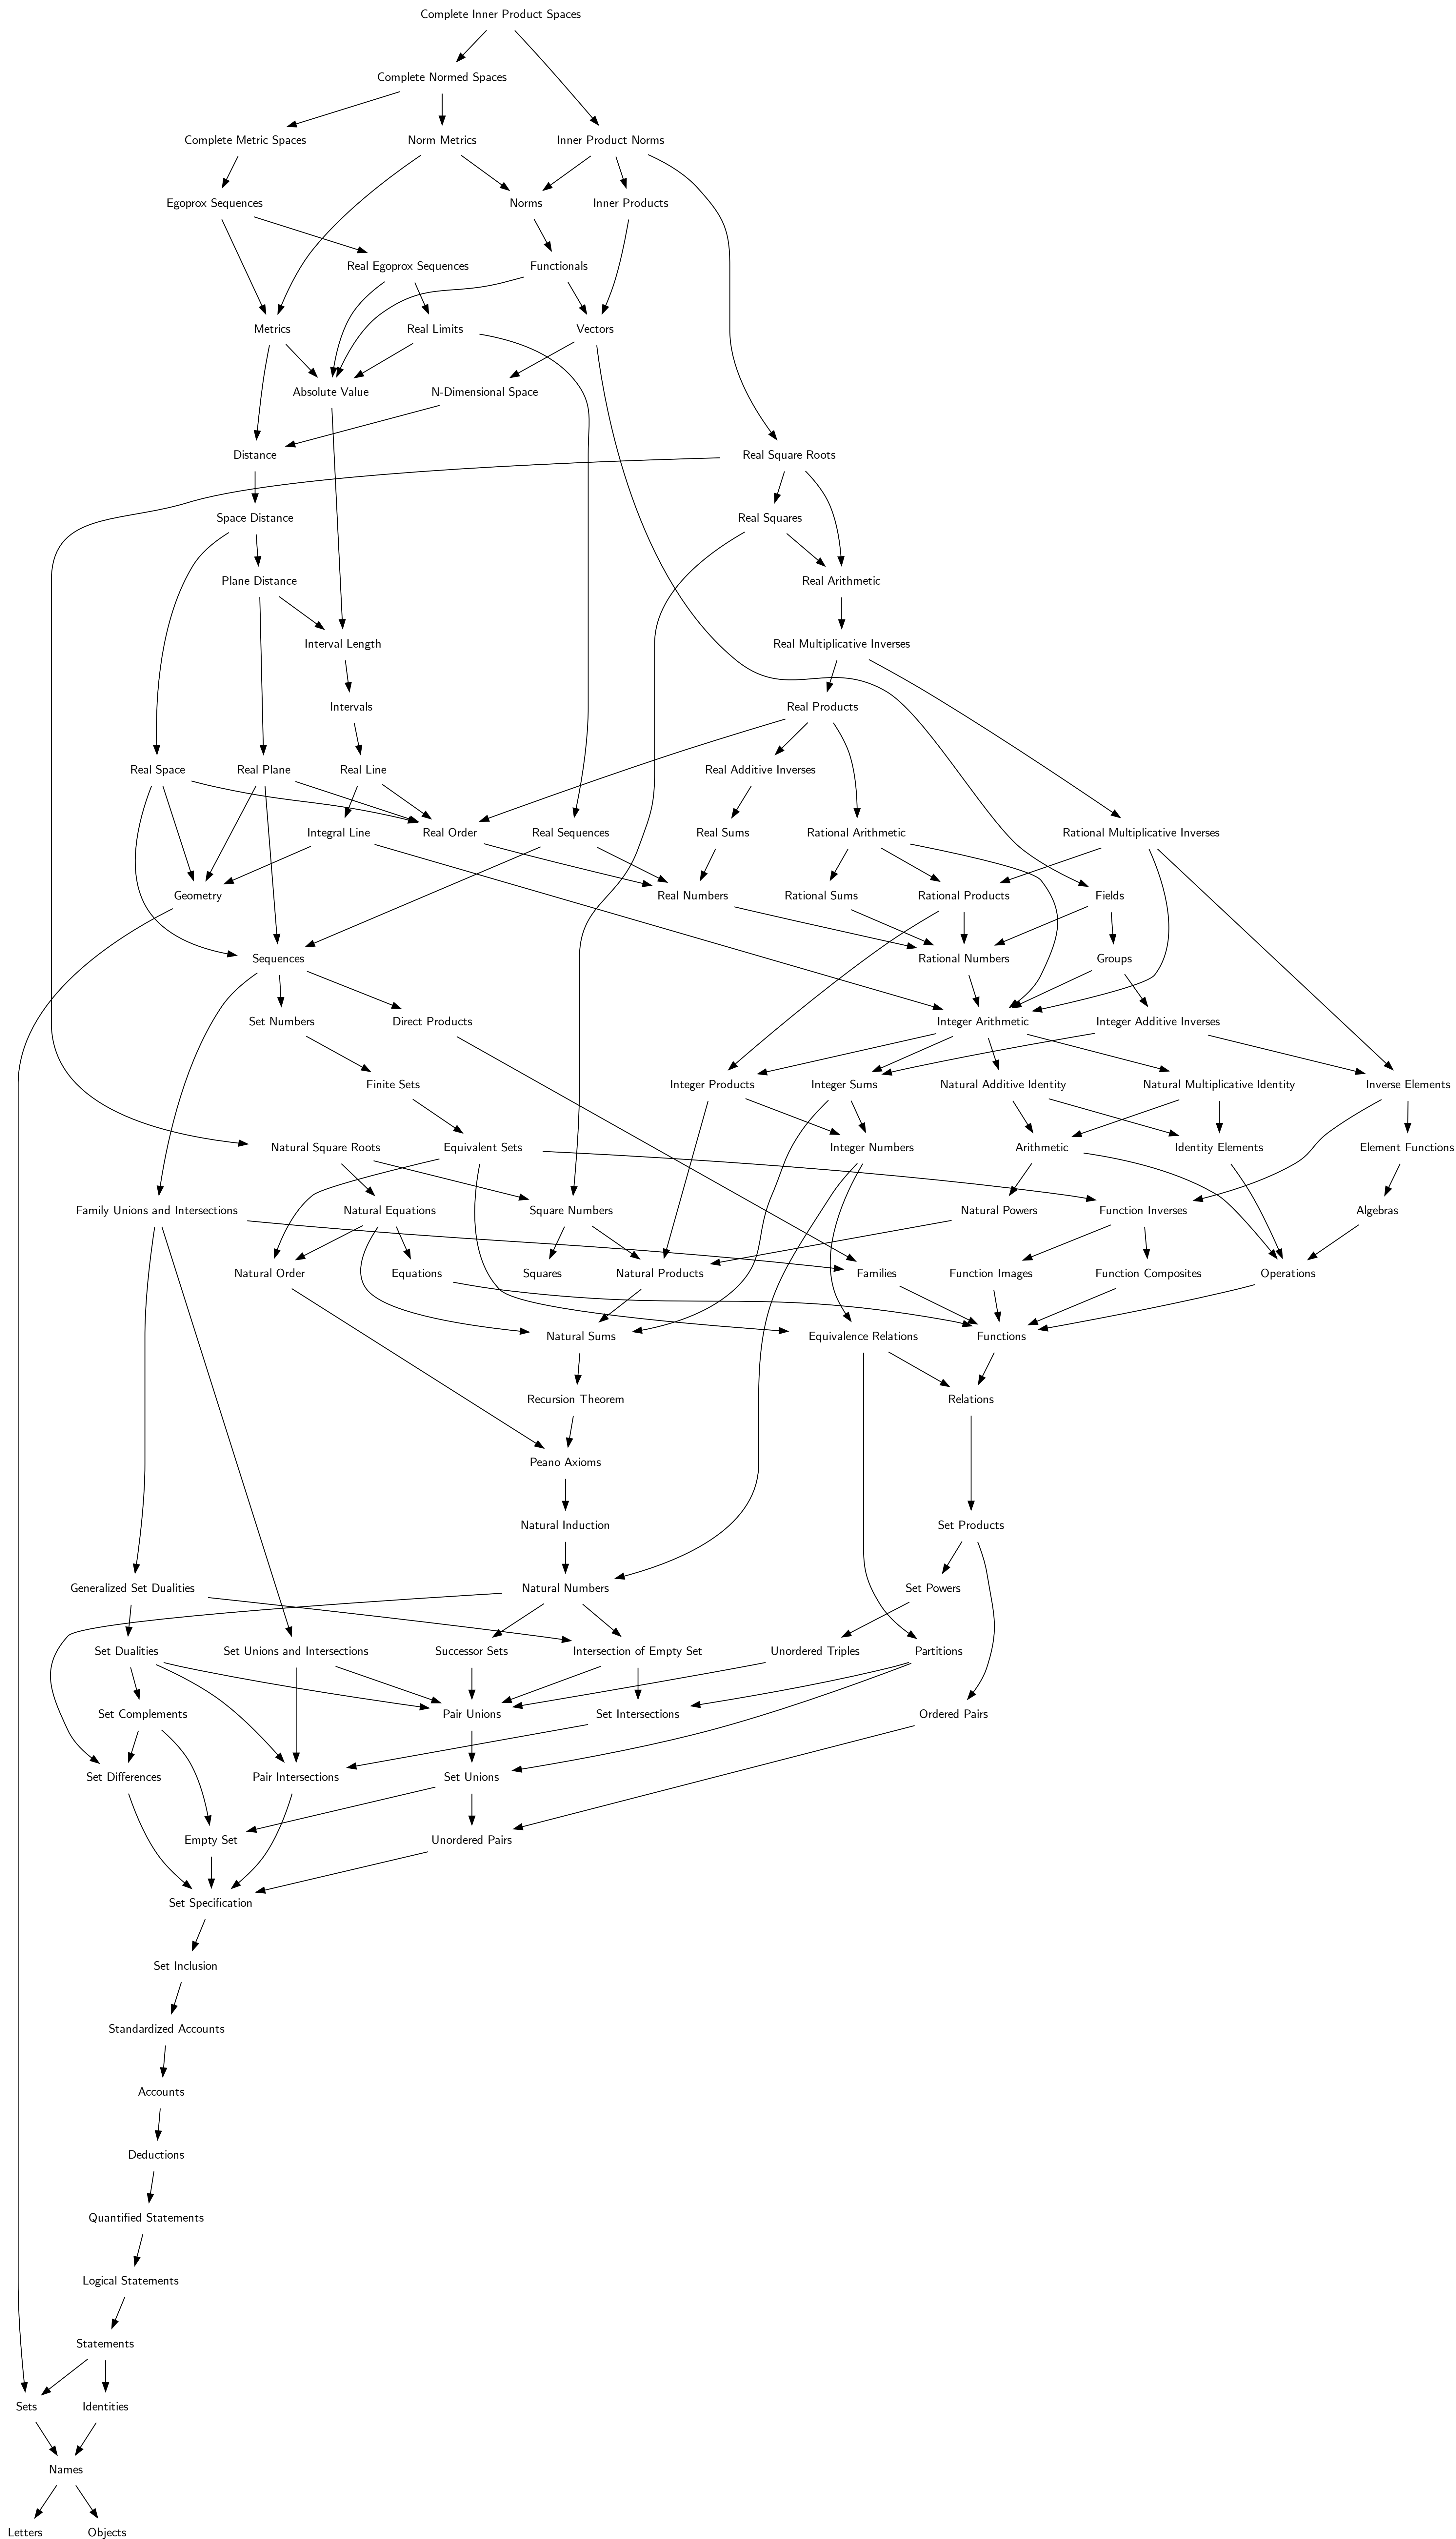 Complete Inner Product Spaces
Complete Normed Spaces
Complete Metric Spaces
Norm Metrics
Inner Product Norms
Egoprox Sequences
Norms
Inner Products
Real Egoprox Sequences
Functionals
Metrics
Real Limits
Vectors
Absolute Value
N-Dimensional Space
Distance
Real Square Roots
Space Distance
Real Squares
Plane Distance
Real Arithmetic
Interval Length
Real Multiplicative Inverses
Intervals
Real Products
Real Space
Real Plane
Real Line
Real Additive Inverses
Integral Line
Real Order
Real Sequences
Real Sums
Rational Arithmetic
Rational Multiplicative Inverses
Geometry
Real Numbers
Rational Sums
Rational Products
Fields
Sequences
Rational Numbers
Groups
Set Numbers
Direct Products
Integer Arithmetic
Integer Additive Inverses
Finite Sets
Integer Products
Integer Sums
Natural Additive Identity
Natural Multiplicative Identity
Inverse Elements
Natural Square Roots
Equivalent Sets
Integer Numbers
Arithmetic
Identity Elements
Element Functions
Family Unions and Intersections
Natural Equations
Square Numbers
Natural Powers
Function Inverses
Algebras
Natural Order
Equations
Squares
Natural Products
Families
Function Images
Function Composites
Operations
Natural Sums
Equivalence Relations
Functions
Recursion Theorem
Relations
Peano Axioms
Natural Induction
Set Products
Generalized Set Dualities
Natural Numbers
Set Powers
Set Dualities
Set Unions and Intersections
Successor Sets
Intersection of Empty Set
Unordered Triples
Partitions
Set Complements
Pair Unions
Set Intersections
Ordered Pairs
Set Differences
Pair Intersections
Set Unions
Empty Set
Unordered Pairs
Set Specification
Set Inclusion
Standardized Accounts
Accounts
Deductions
Quantified Statements
Logical Statements
Statements
Sets
Identities
Names
Letters
Objects